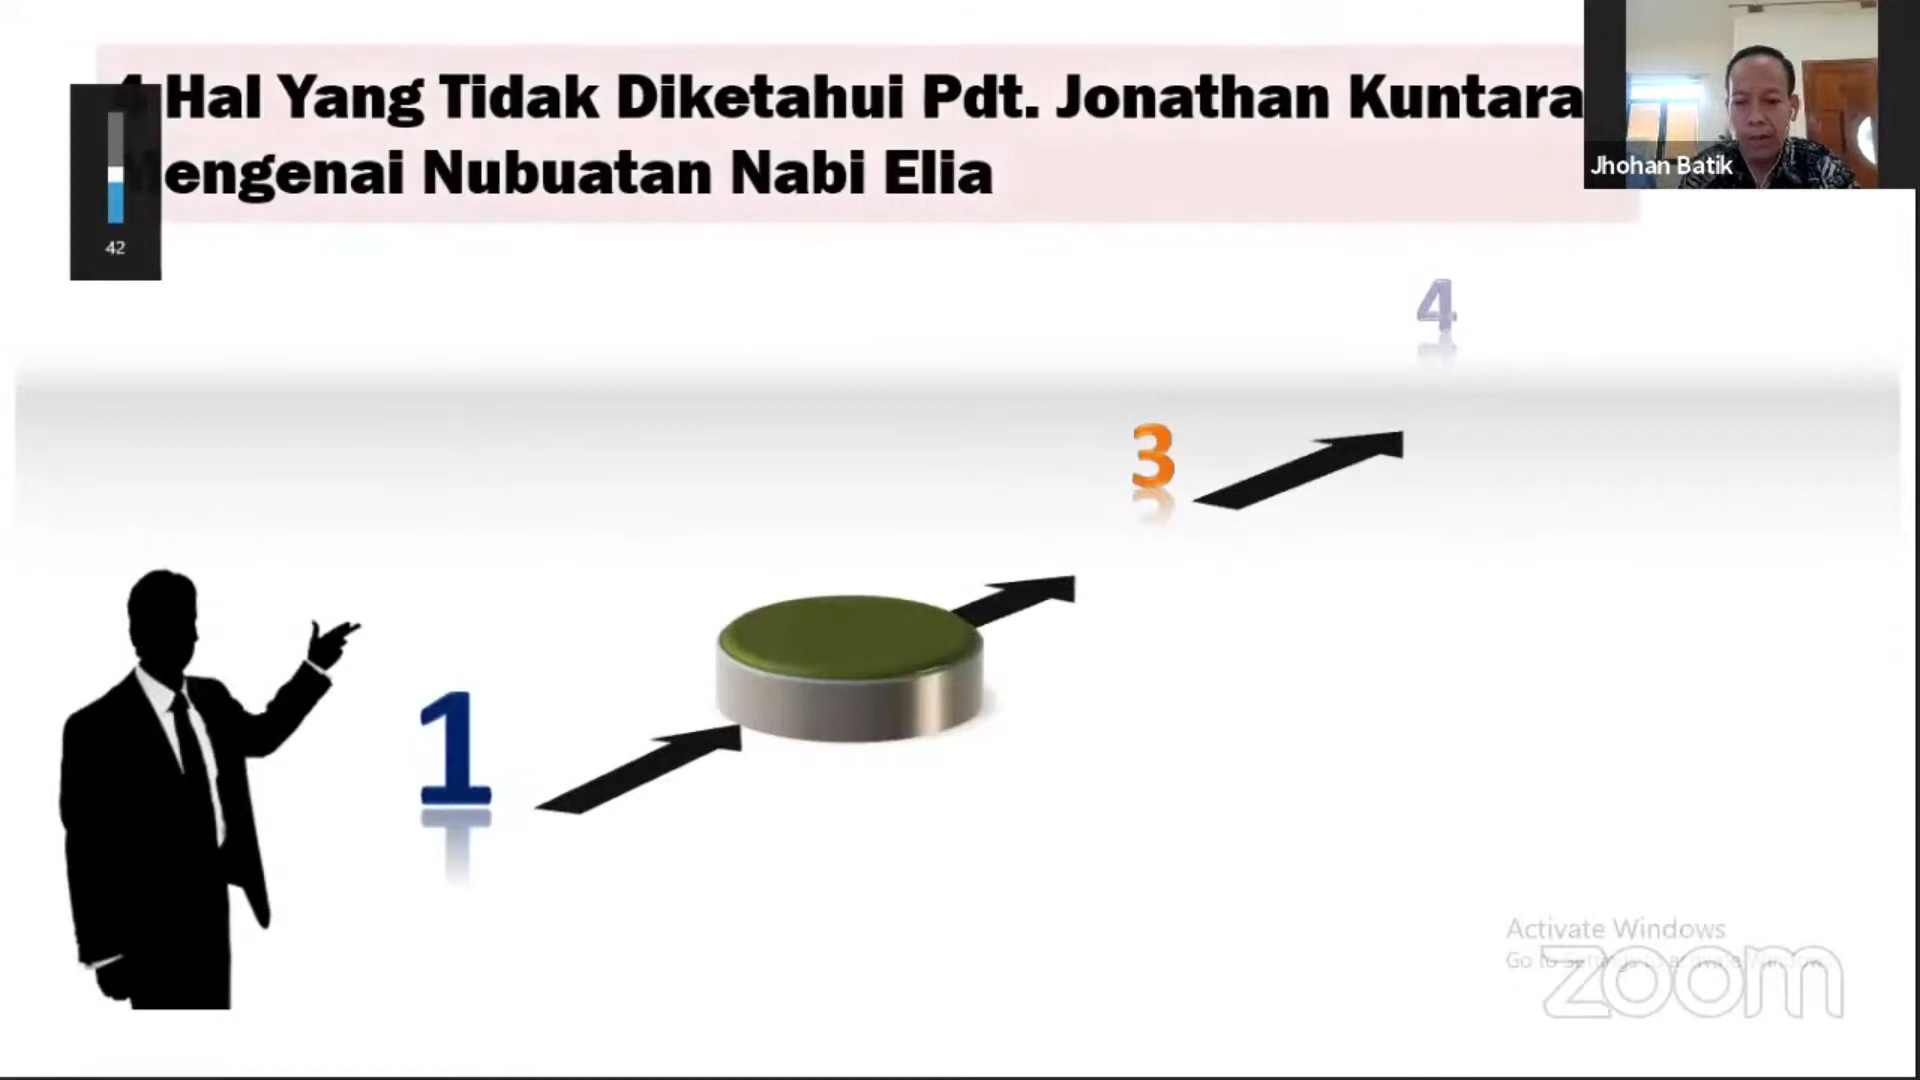 4 Hal Yang Tidak Diketahui Pdt. Jonathan Kuntara
Mengenai Nubuatan Nabi Elia
Jhohan Batik
42
4
3
1
Activate Windows
Go to Settings to activate Windows.
zoom